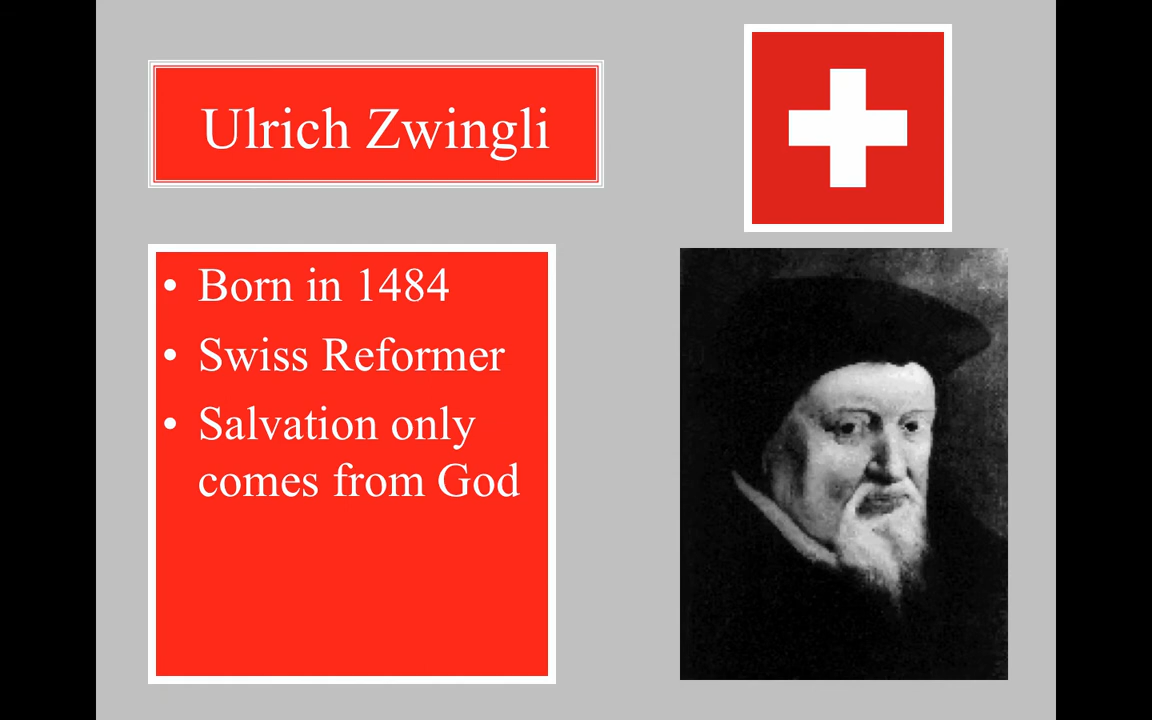 Ulrich Zwingli
• Born in 1484
• Swiss Reformer
• Salvation only
comes from God